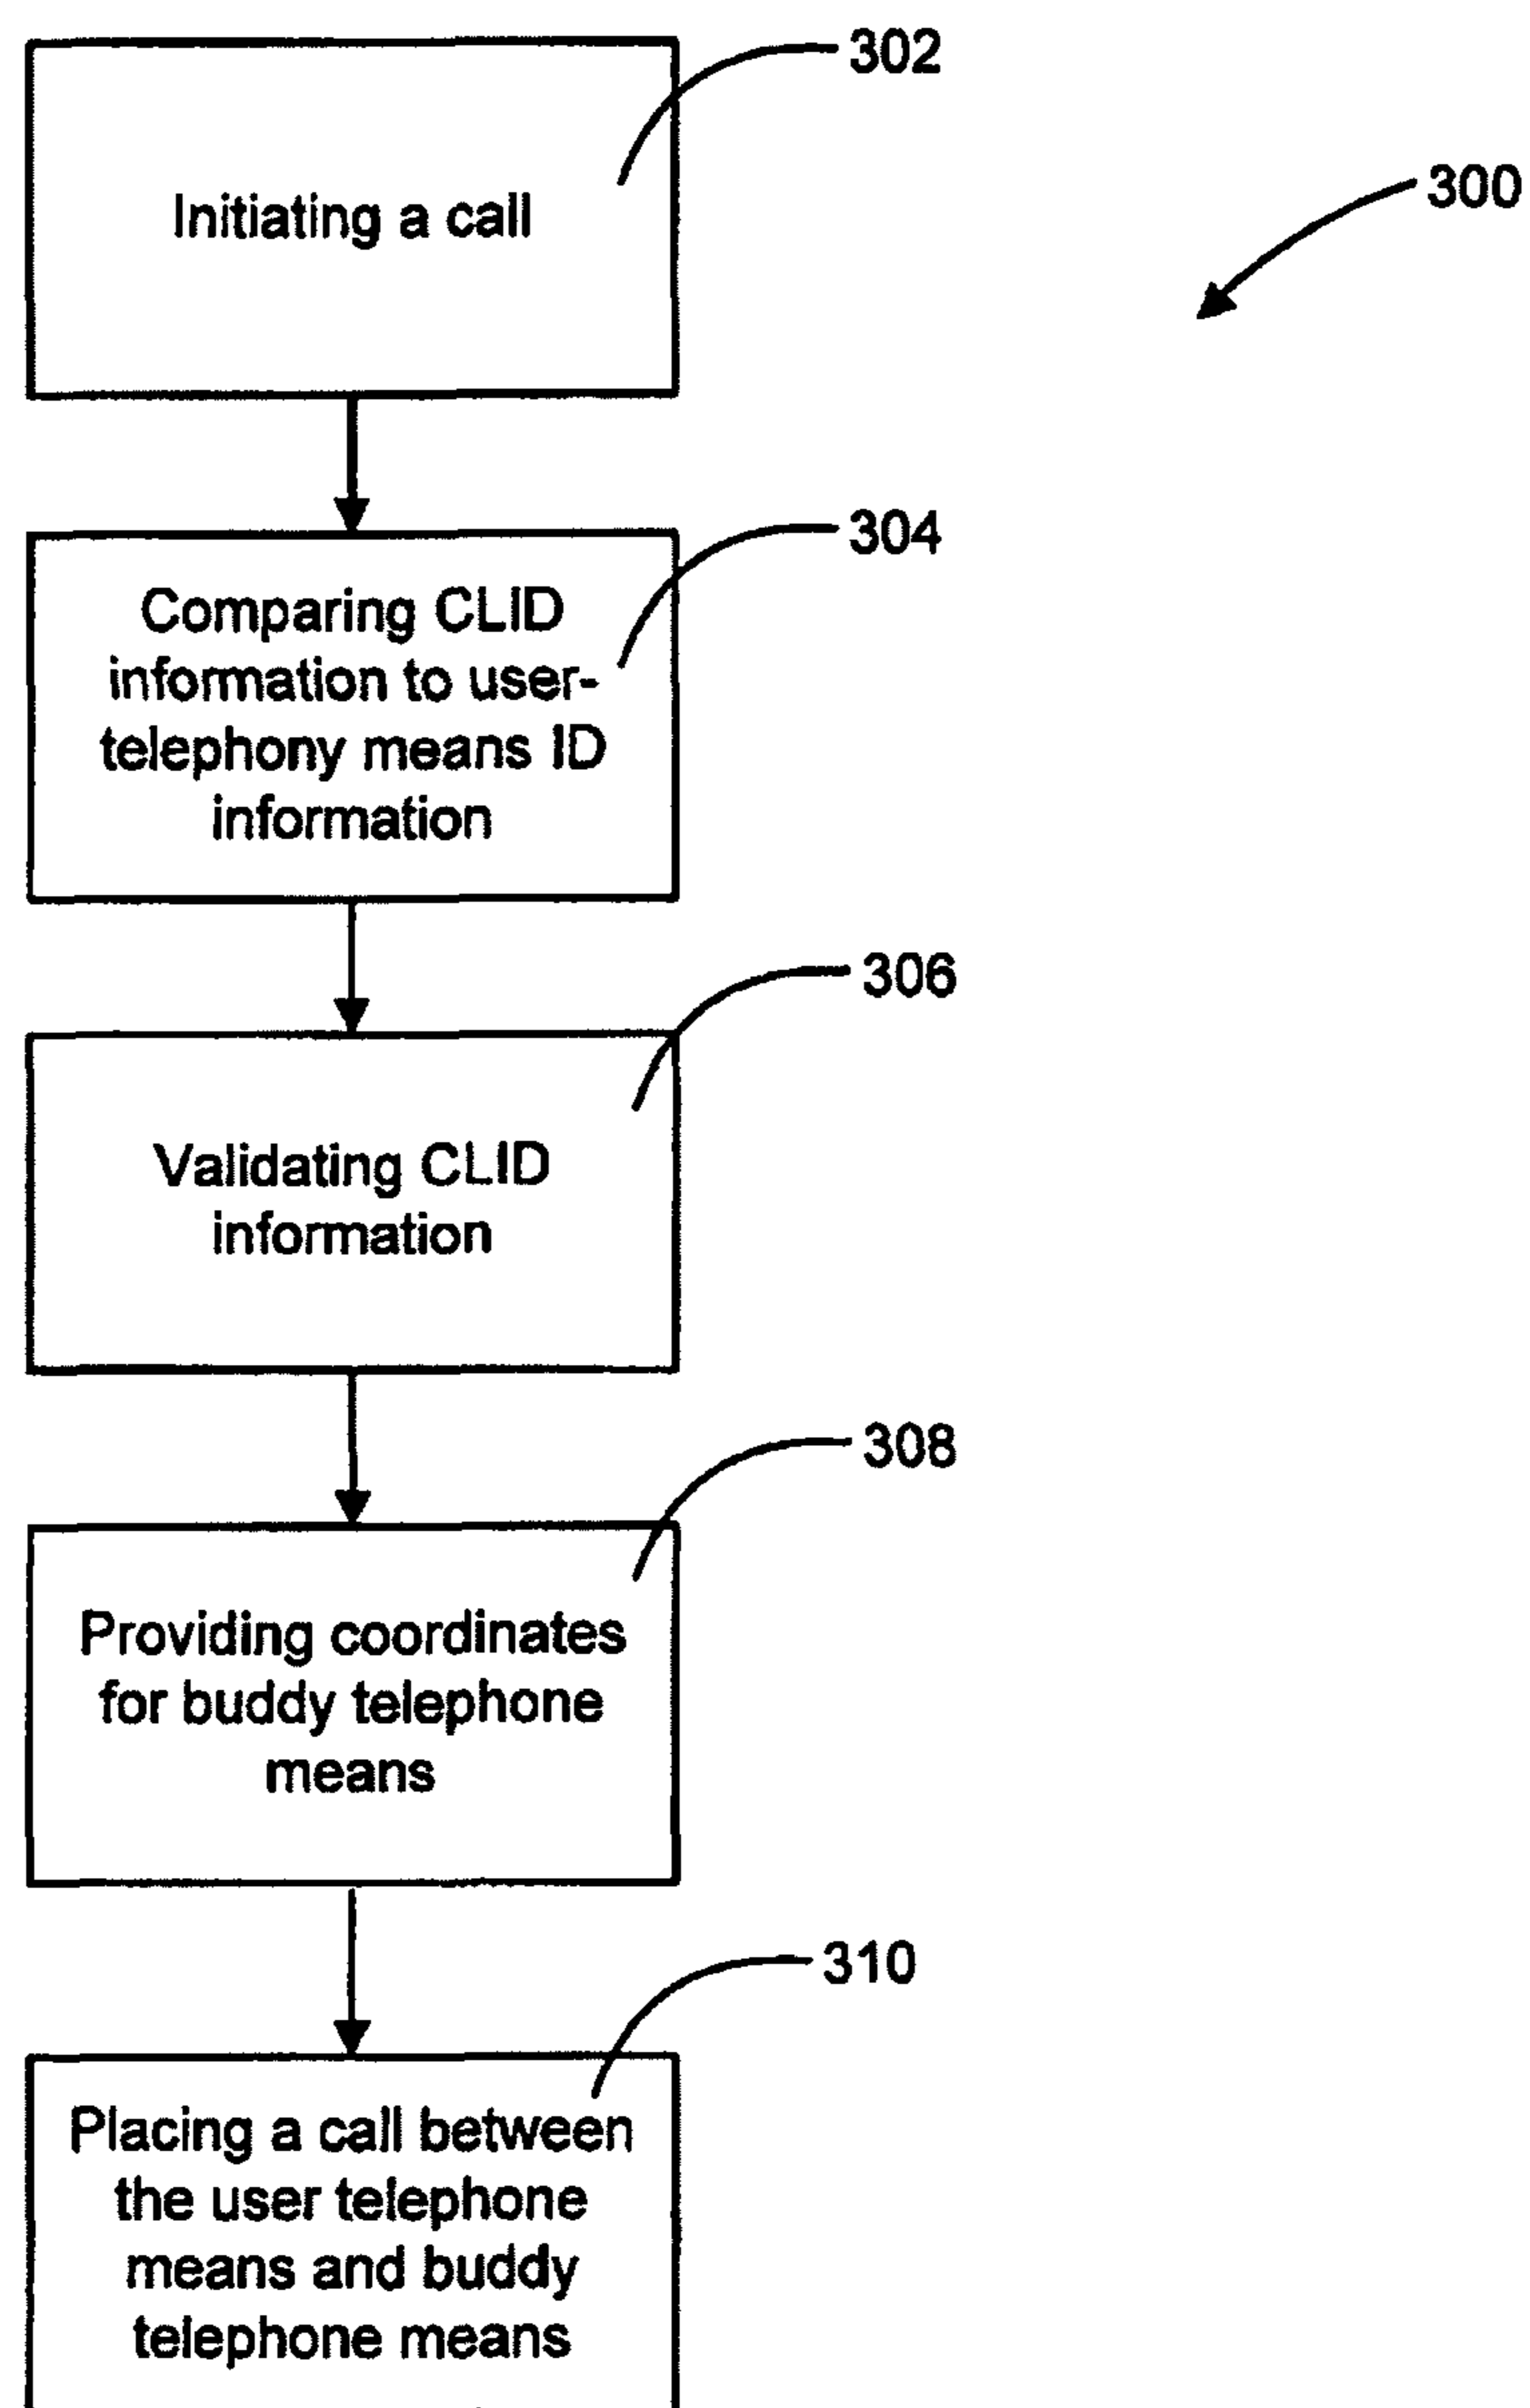 302
300
Initiating a call
304
Comparing CLID
information to user-
telephony means ID
information
306
Validating CLID
information
308
Providing coordinates
for buddy telephone
means
310
Placing a call between
the user telephone
means and buddy
telephone means